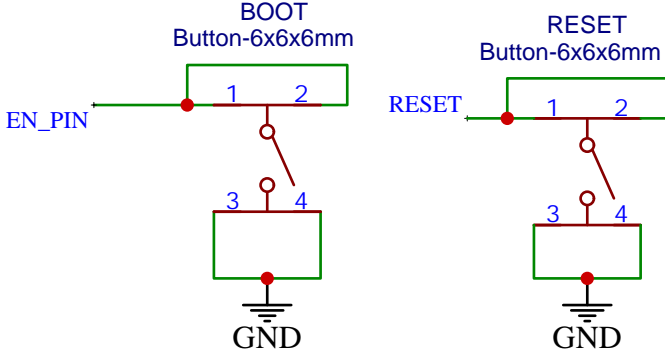 BOOT
Button-6x6x6mm
EN_PIN
1 2
3 4
GND
RESET
Button-6x6x6mm
RESET
1 2
3 4
GND